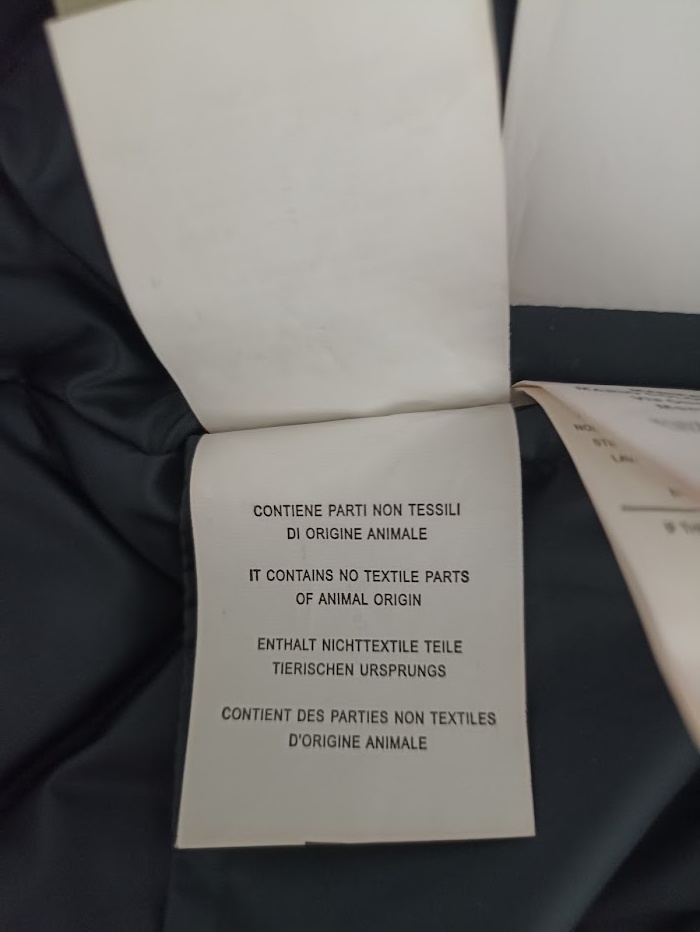 CONTIENE PARTI NON TESSILI
DI ORIGINE ANIMALE
IT CONTAINS NO TEXTILE PARTS
OF ANIMAL ORIGIN
ENTHALT NICHTTEXTILE TEILE
TIERISCHEN URSPRUNGS
CONTIENT DES PARTIES NON TEXTILES
D'ORIGINE ANIMALE
IF